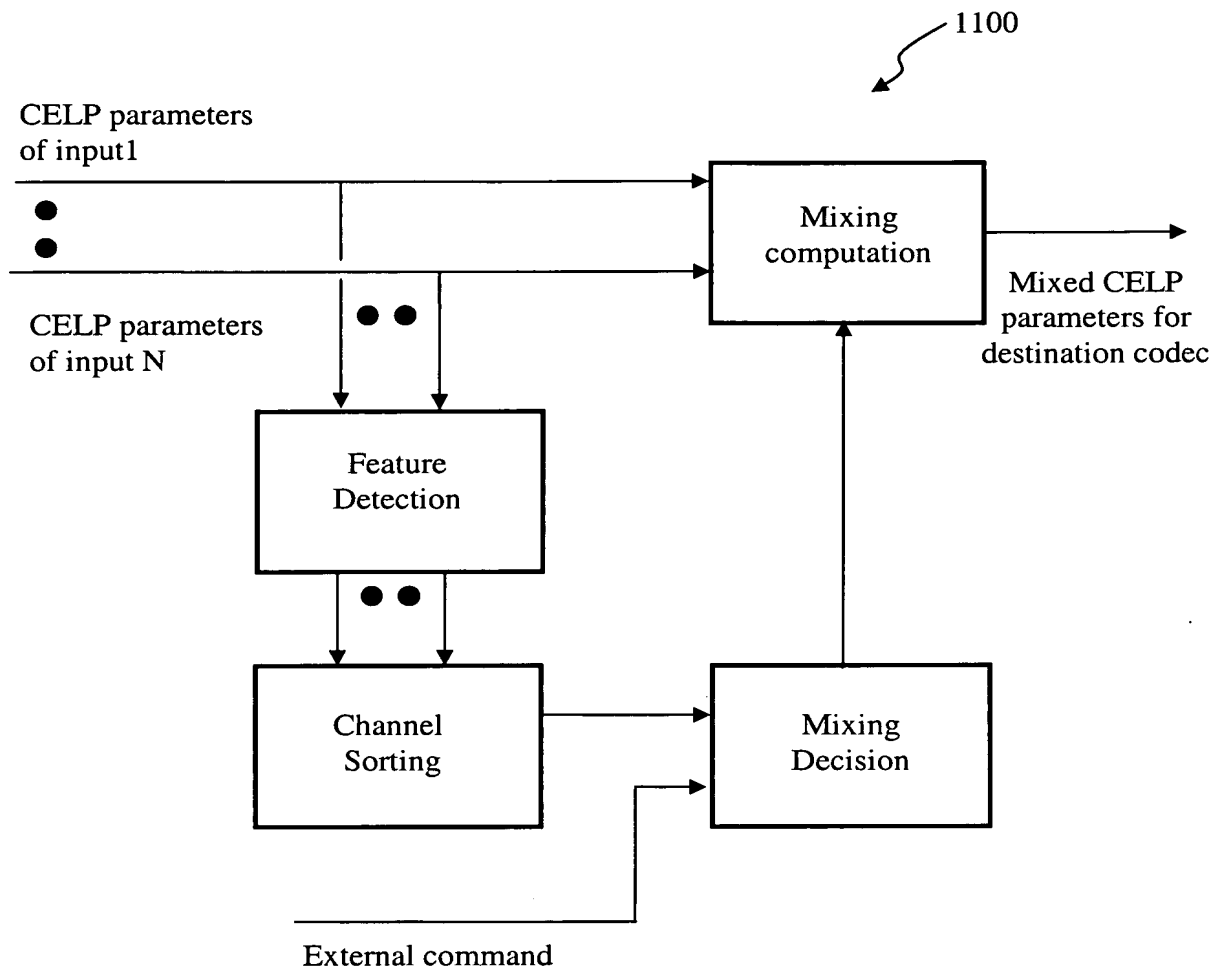 1100
CELP parameters
of input1
Mixing
computation
Mixed CELP
parameters for
destination codec
CELP parameters
of input N
Feature
Detection
Channel
Sorting
Mixing
Decision
External command